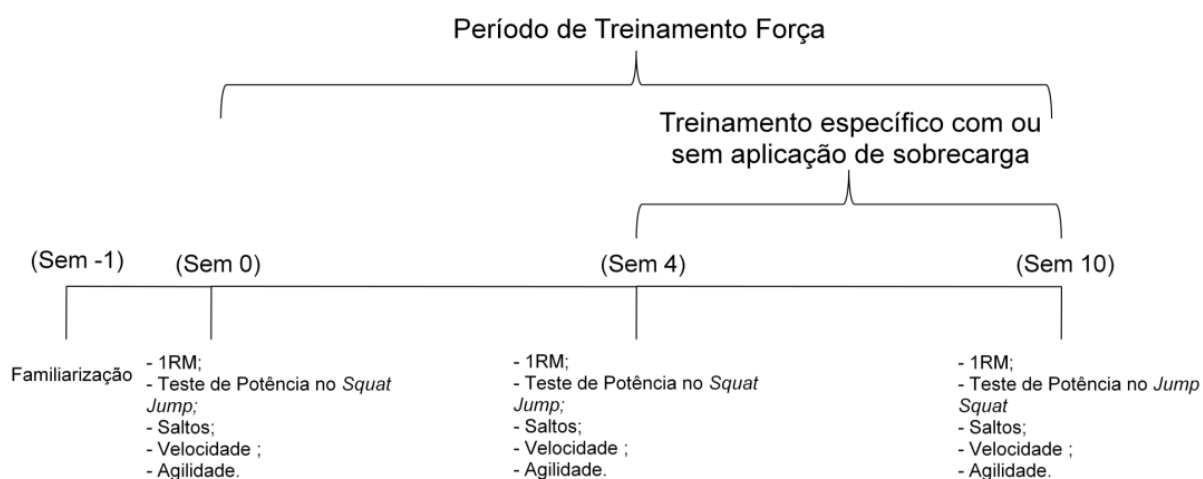 Período de Treinamento Força
Treinamento específico com ou
sem aplicação de sobrecarga
(Sem -1)
(Sem 0)
(Sem 4)
(Sem 10)
Familiarização
- 1RM;
- Teste de Potência no Squat
Jump;
- Saltos;
- Velocidade ;
- Agilidade.
- 1RM;
- Teste de Potência no Squat
Jump;
- Saltos;
- Velocidade ;
- Agilidade.
- 1RM;
- Teste de Potência no Jump
Squat
- Saltos;
- Velocidade ;
- Agilidade.